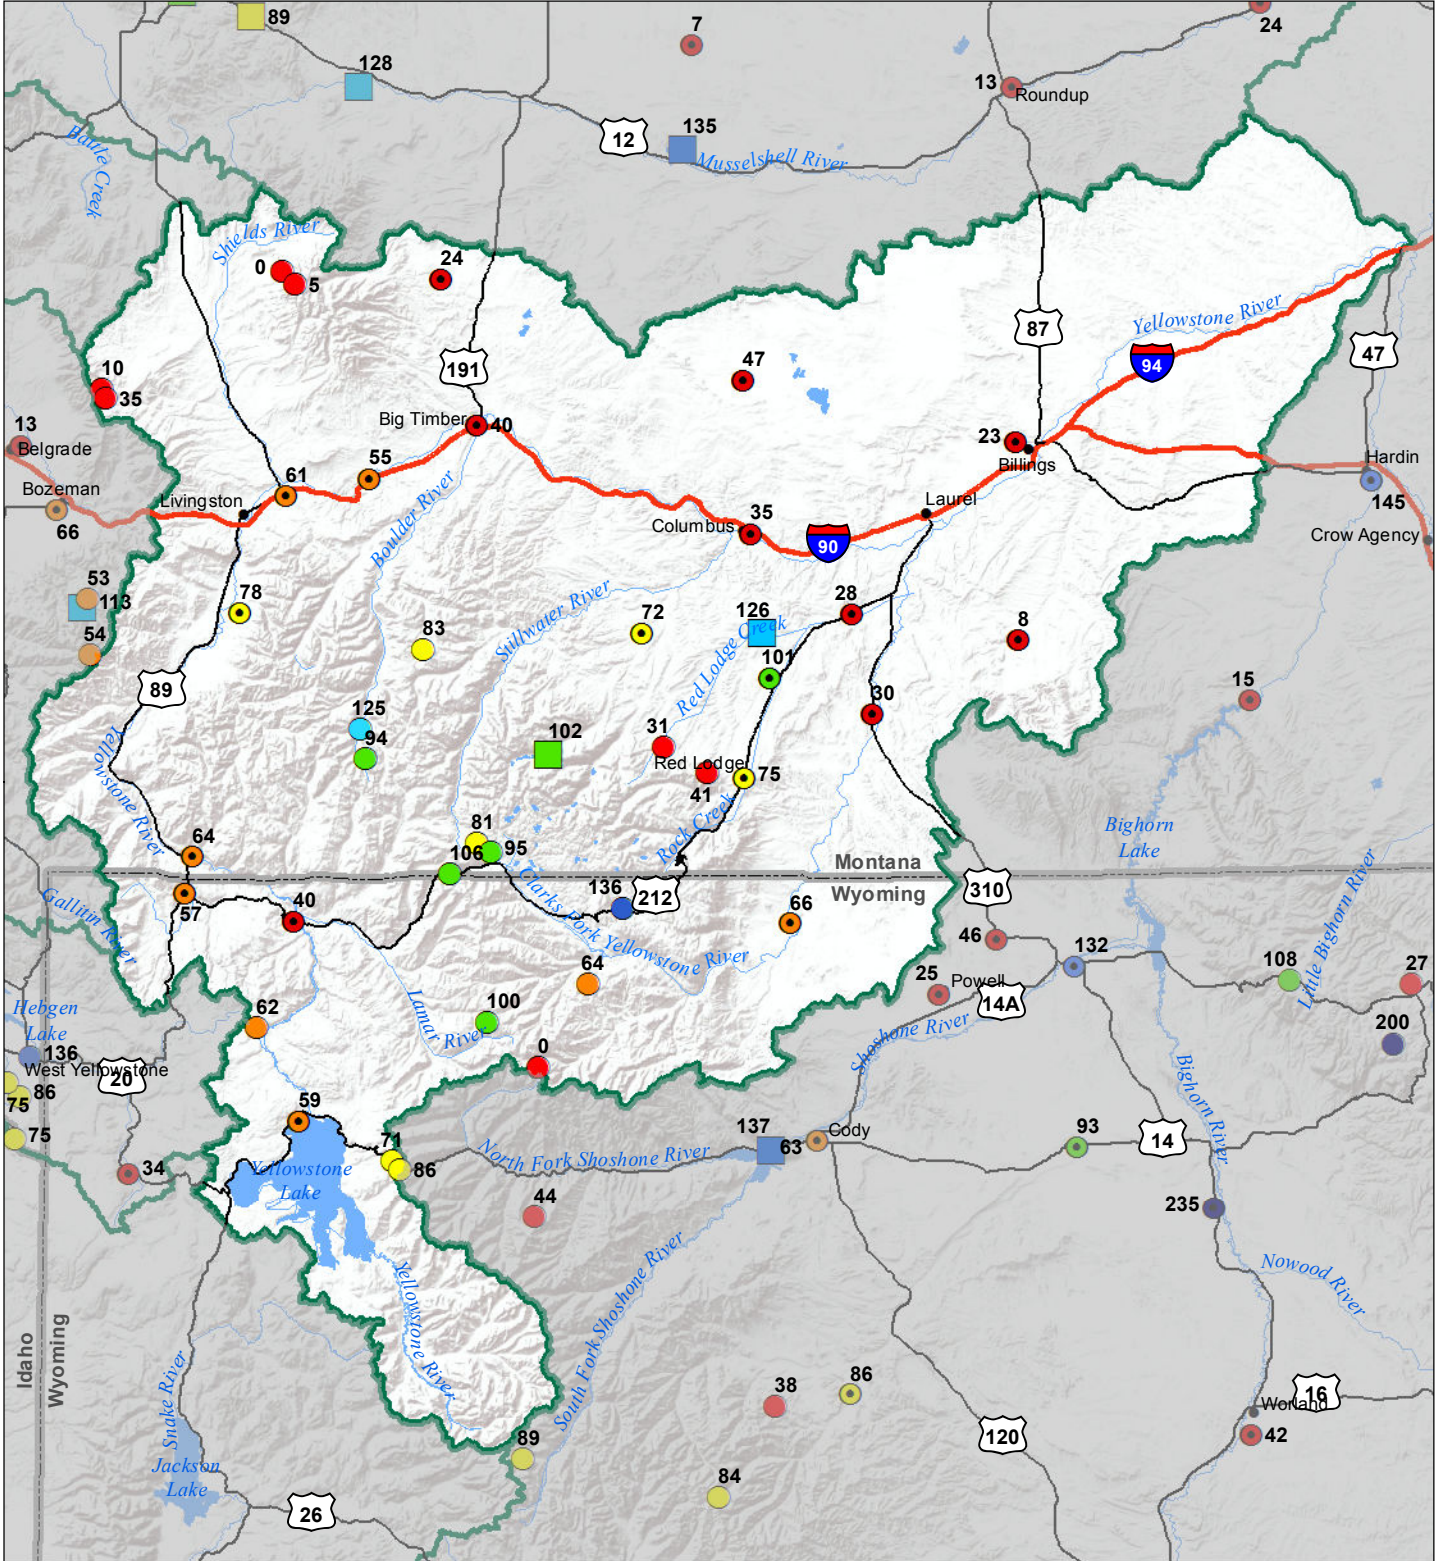 89
7
24
128
13
Roundup
12
135
Musselshell River
Battle
Creek
Shields River
0
5
24
Yellowstone River
87
47
94
191
47
10
35
Big Timber
40
13
Belgrade
23
Billings
Hardin
145
55
61
Bozeman
66
Livingston
Laurel
Columbus
35
90
Crow Agency
Boulder River
53
113
78
Stillwater River
72
126
28
8
54
83
Red Lodge Creek
101
89
15
30
125
94
102
31
Red Lodge
41
75
Yellowstone River
Rock Creek
Bighorn
Lake
64
81
95
106
Montana
Wyoming
310
57
40
136
212
66
Clarks Fork Yellowstone River
Gallitin River
Little Bighorn River
46
132
108
27
64
25
Powell
14A
Hebgen
Lake
62
100
Lamar River
Shoshone River
200
136
West Yellowstone
20
0
86
75
75
Bighorn River
59
71
86
137
63
Cody
93
14
North Fork Shoshone River
34
Yellowstone
Lake
44
235
Yellowstone River
South Fork Shoshone River
Nowood River
Idaho
Wyoming
Snake River
38
86
16
Worland
42
120
Jackson
Lake
89
84
26